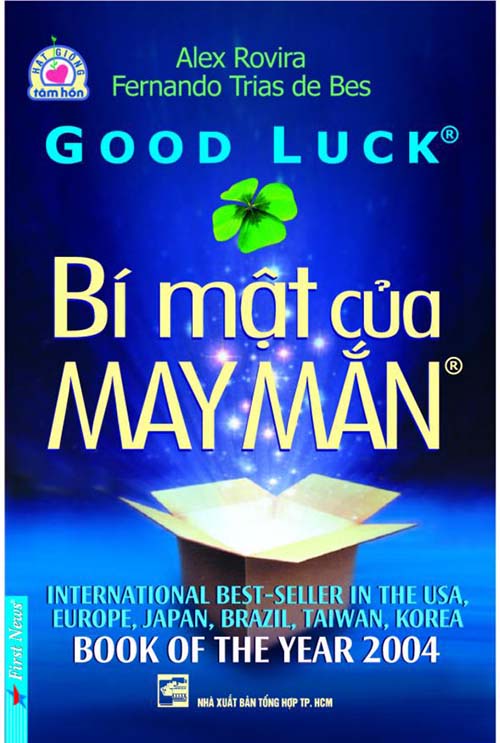 HẠT GIỐNG
tâm hồn
Alex Rovira
Fernando Trias de Bes
GOOD LUCK®
Bí mật của
MAY MẮN®
INTERNATIONAL BEST-SELLER IN THE USA,
EUROPE, JAPAN, BRAZIL, TAIWAN, KOREA
BOOK OF THE YEAR 2004
First News®
NHÀ XUẤT BẢN TỔNG HỢP TP. HCM